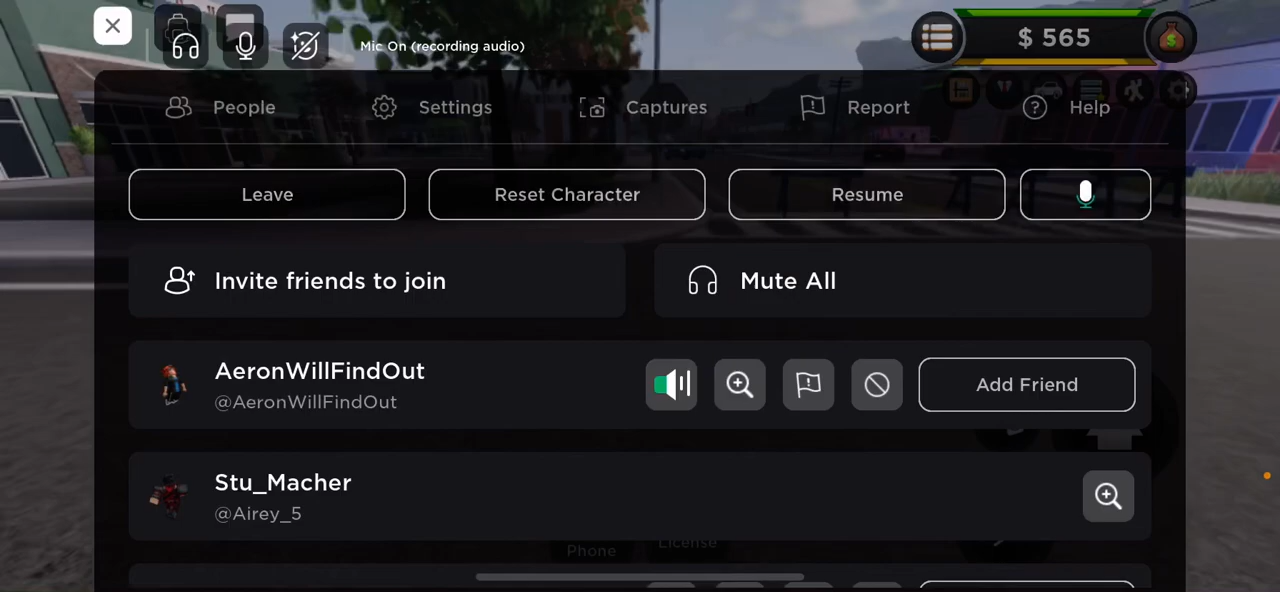 Mic On (recording audio)
$ 565
People
Settings
Captures
Report
Help
Leave
Reset Character
Resume
Invite friends to join
Mute All
AeronWillFindOut
@AeronWillFindOut
Add Friend
Stu_Macher
@Airey_5
Phone
License